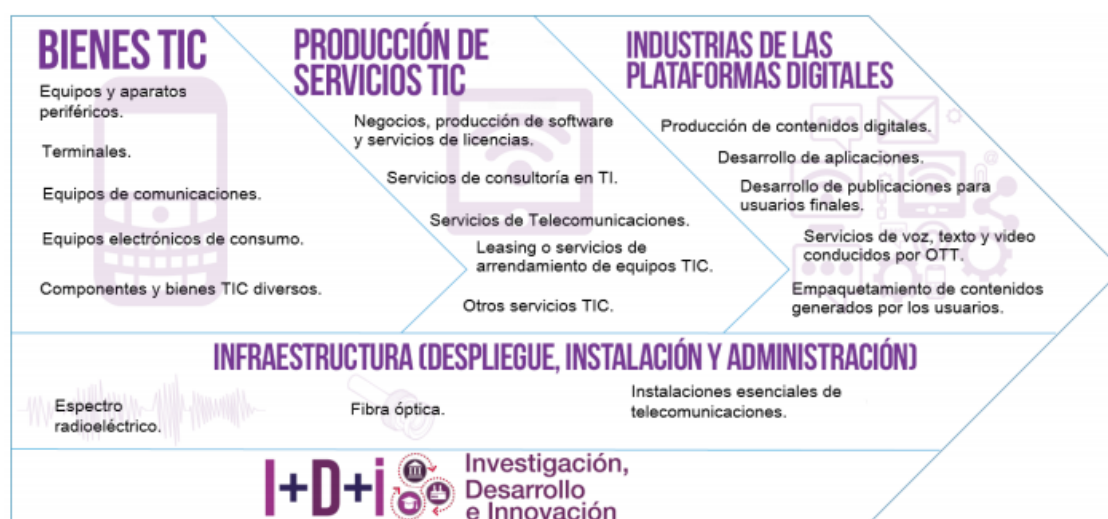 BIENES TIC
Equipos y aparatos
periféricos.
Terminales.
Equipos de comunicaciones.
Equipos electrónicos de consumo.
Componentes y bienes TIC diversos.
PRODUCCIÓN DE
SERVICIOS TIC
Negocios, producción de software
y servicios de licencias.
Servicios de consultoría en TI.
Servicios de Telecomunicaciones.
Leasing o servicios de
arrendamiento de equipos TIC.
Otros servicios TIC.
INDUSTRIAS DE LAS
PLATAFORMAS DIGITALES
Producción de contenidos digitales.
Desarrollo de aplicaciones.
Desarrollo de publicaciones para
usuarios finales.
Servicios de voz, texto y video
conducidos por OTT.
Empaquetamiento de contenidos
generados por los usuarios.
INFRAESTRUCTURA (DESPLIEGUE, INSTALACIÓN Y ADMINISTRACIÓN)
Espectro
radioeléctrico.
Fibra óptica.
Instalaciones esenciales de
telecomunicaciones.
I+D+i
Investigación,
Desarrollo
e Innovación